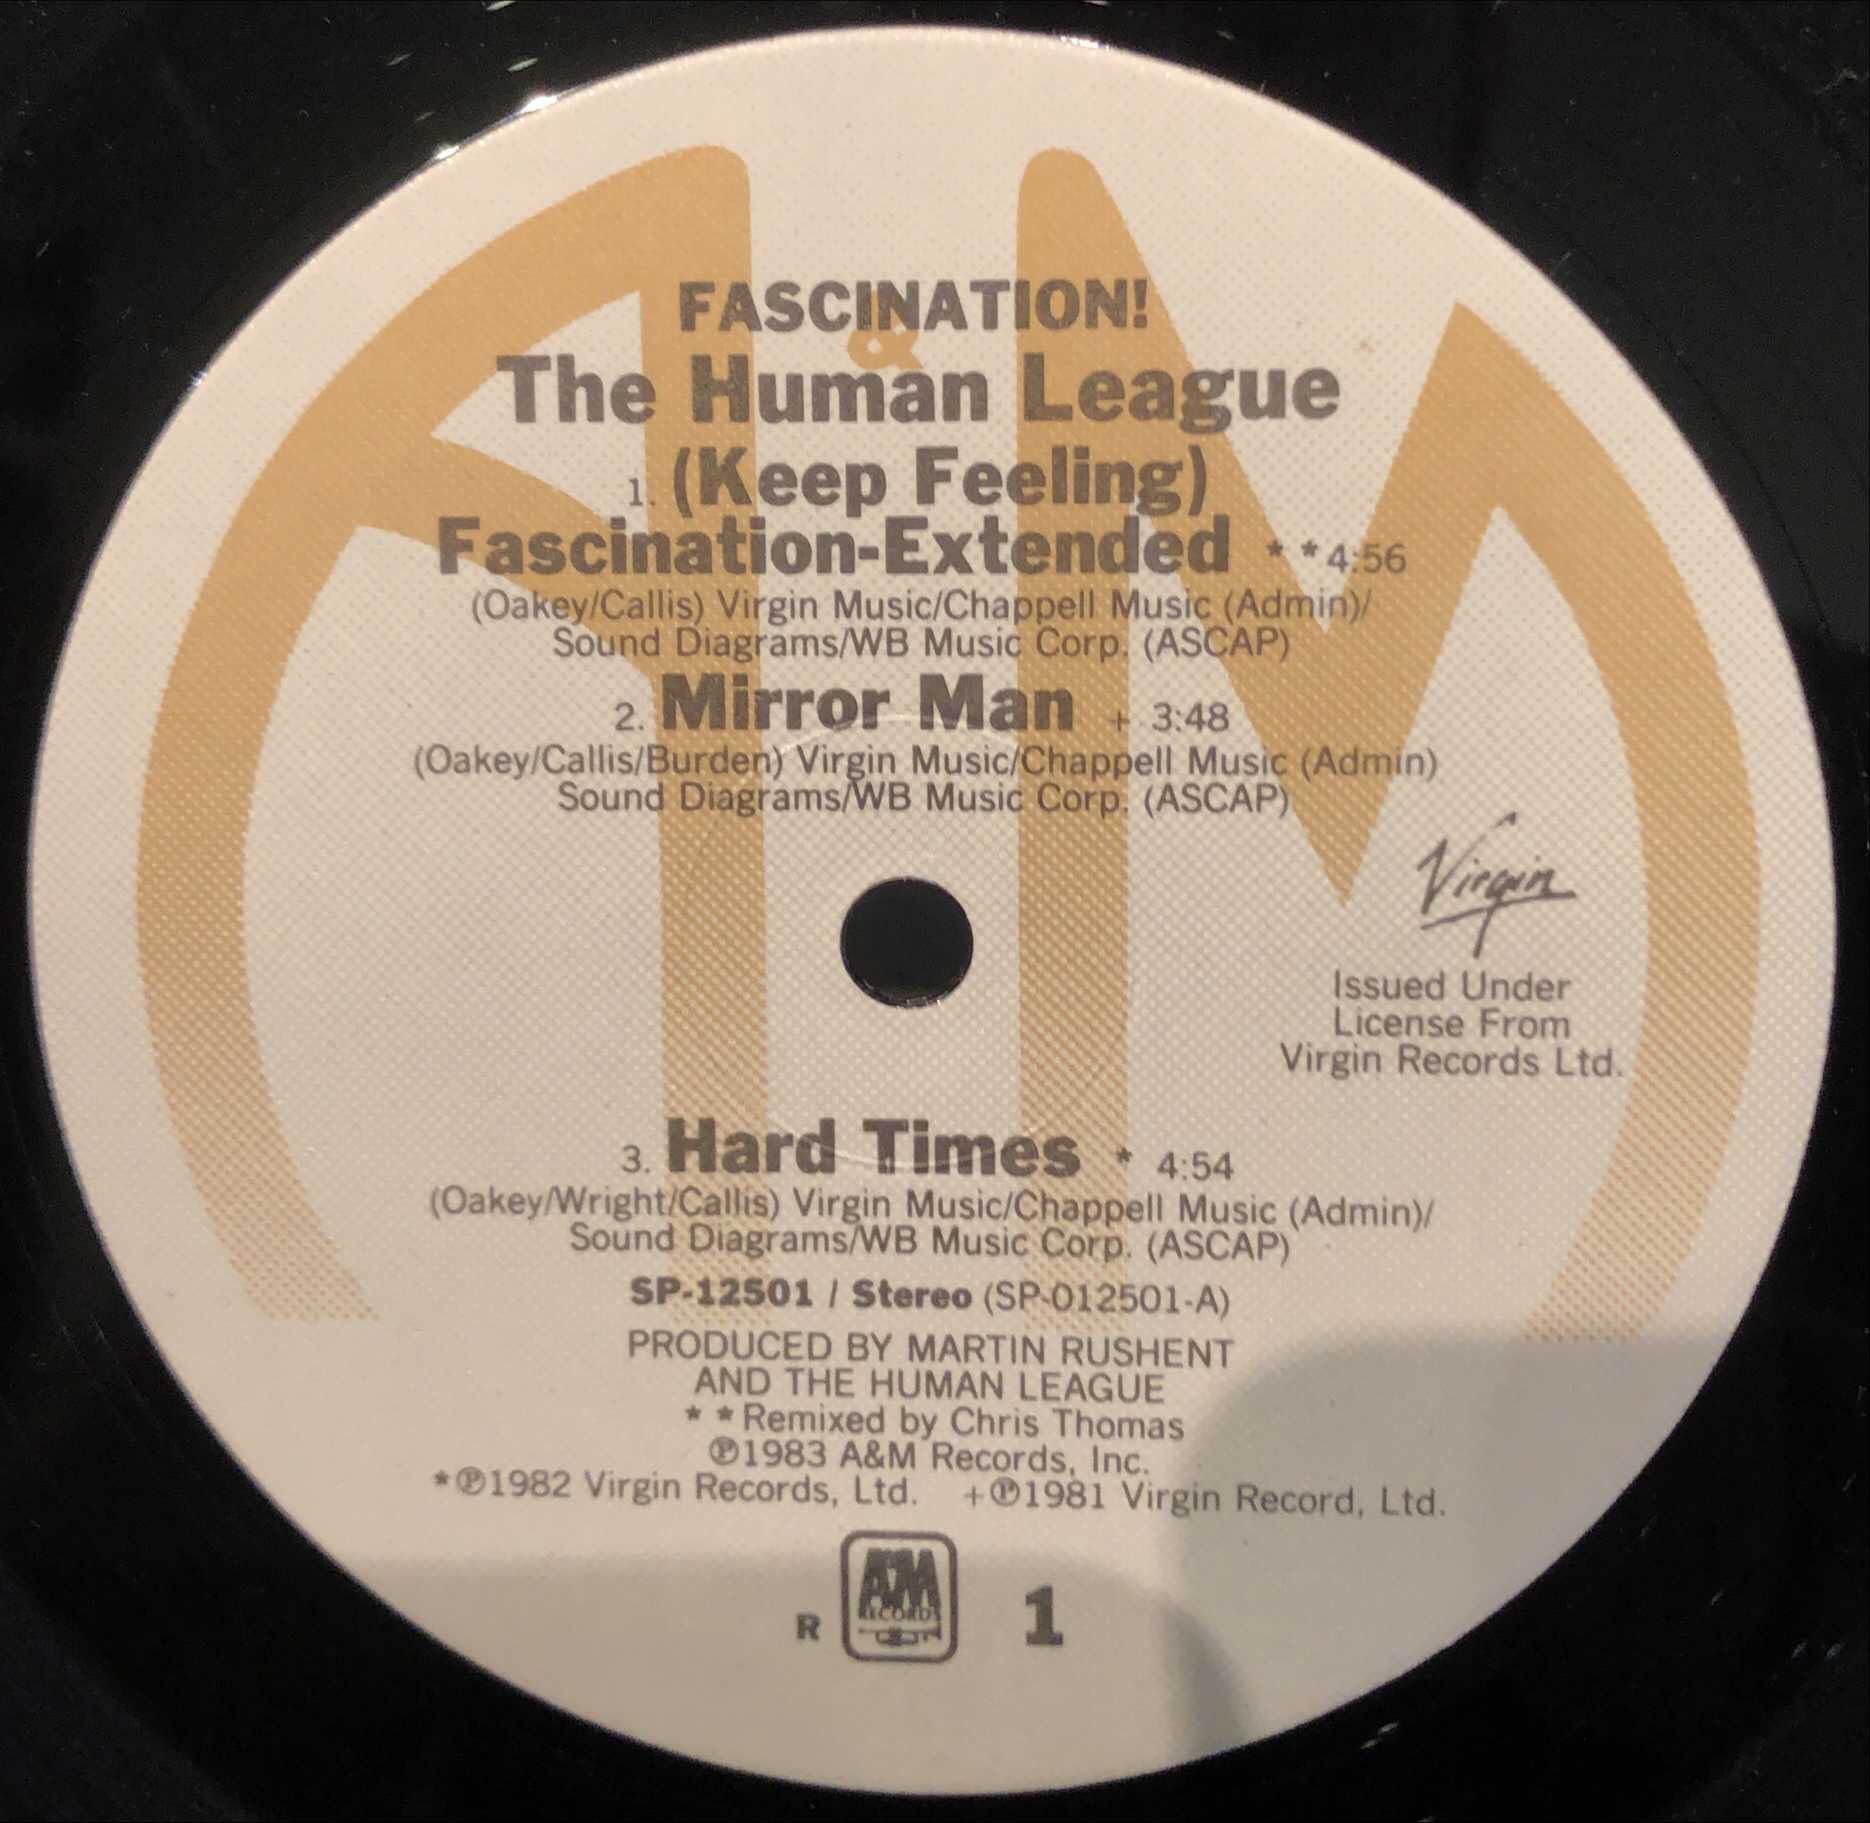 FASCINATION!
&
The Human League
1. (Keep Feeling)
Fascination-Extended * * 4:56
(Oakey/Callis) Virgin Music/Chappell Music (Admin)/
Sound Diagrams/WB Music Corp. (ASCAP)
2. Mirror Man + 3:48
(Oakey/Callis/Burden) Virgin Music/Chappell Music (Admin)
Sound Diagrams/WB Music Corp. (ASCAP)
Virgin
Issued Under
License From
Virgin Records Ltd.
3. Hard Times * 4:54
(Oakey/Wright/Callis) Virgin Music/Chappell Music (Admin)/
Sound Diagrams/WB Music Corp. (ASCAP)
SP-12501 / Stereo (SP-012501-A)
PRODUCED BY MARTIN RUSHENT
AND THE HUMAN LEAGUE
* * Remixed by Chris Thomas
℗1983 A&M Records, Inc.
*℗1982 Virgin Records, Ltd. +℗1981 Virgin Record, Ltd.
R A&M RECORDS 1